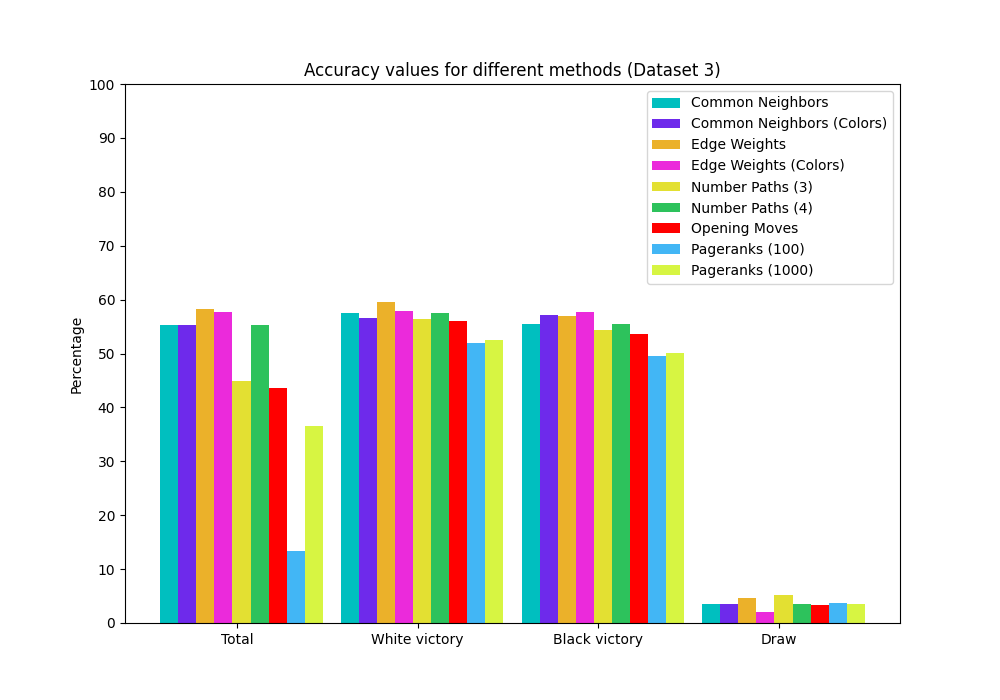 Accuracy values for different methods (Dataset 3)
100
90
80
70
60
50
40
30
20
10
0
Percentage
Common Neighbors
Common Neighbors (Colors)
Edge Weights
Edge Weights (Colors)
Number Paths (3)
Number Paths (4)
Opening Moves
Pageranks (100)
Pageranks (1000)
Total
White victory
Black victory
Draw